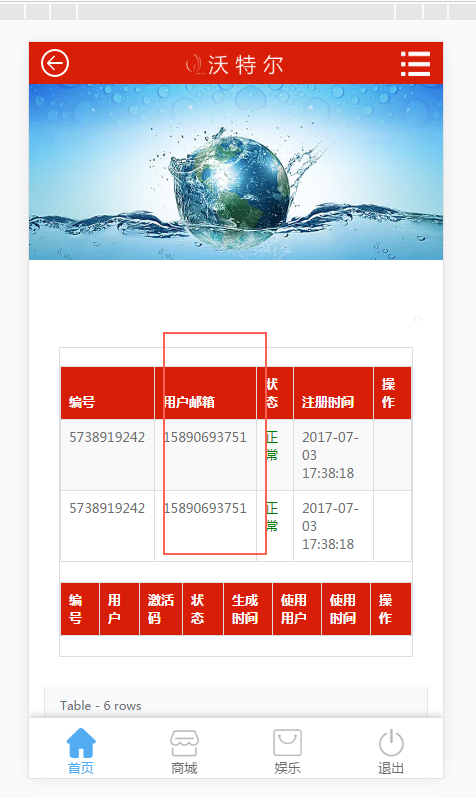 沃特尔
编号 用户邮箱 状态 注册时间 操作
5738919242 15890693751 正常 2017-07-03 17:38:18
5738919242 15890693751 正常 2017-07-03 17:38:18
编号 用户 激活码 状态 生成时间 使用用户 使用时间 操作
Table - 6 rows
首页 商城 娱乐 退出